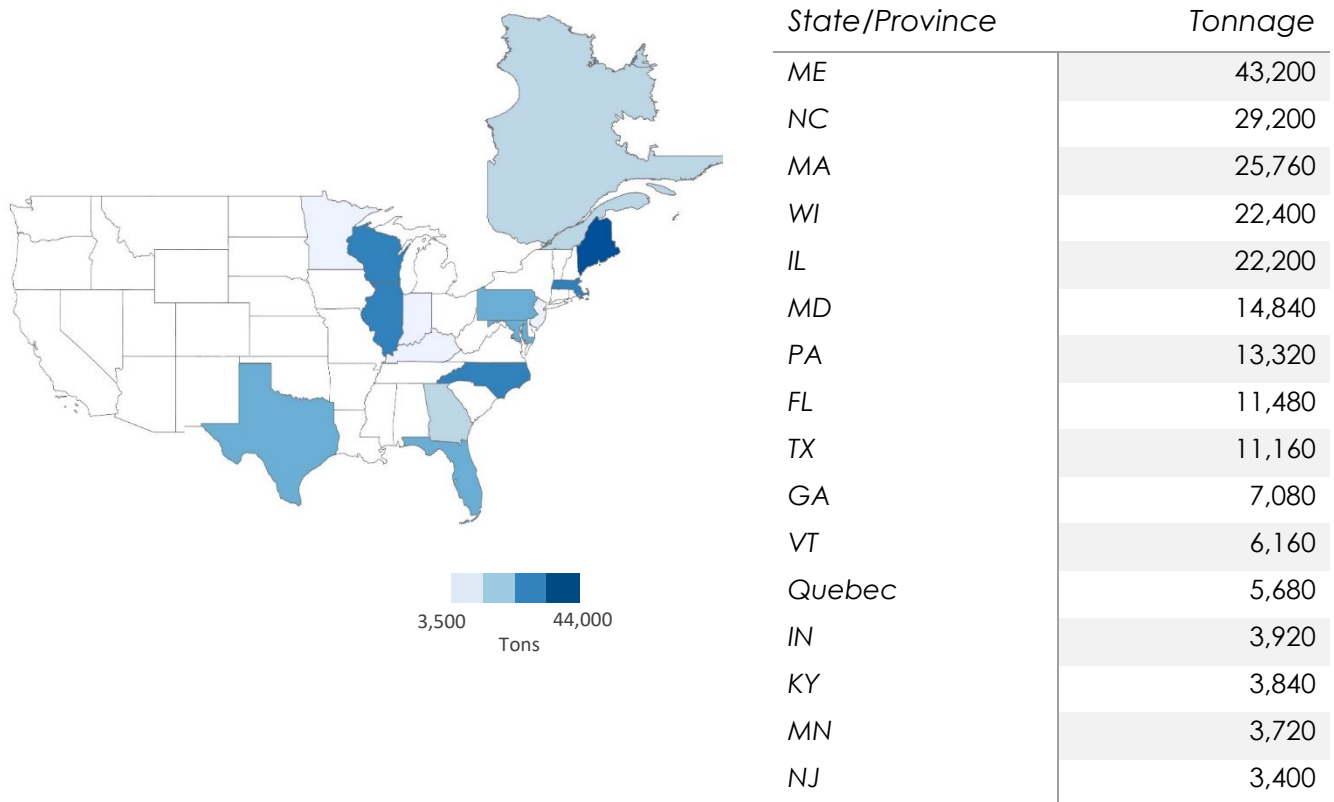 State/Province Tonnage
ME 43,200
NC 29,200
MA 25,760
WI 22,400
IL 22,200
MD 14,840
PA 13,320
FL 11,480
TX 11,160
GA 7,080
VT 6,160
Quebec 5,680
IN 3,920
KY 3,840
MN 3,720
NJ 3,400
3,500 44,000
Tons